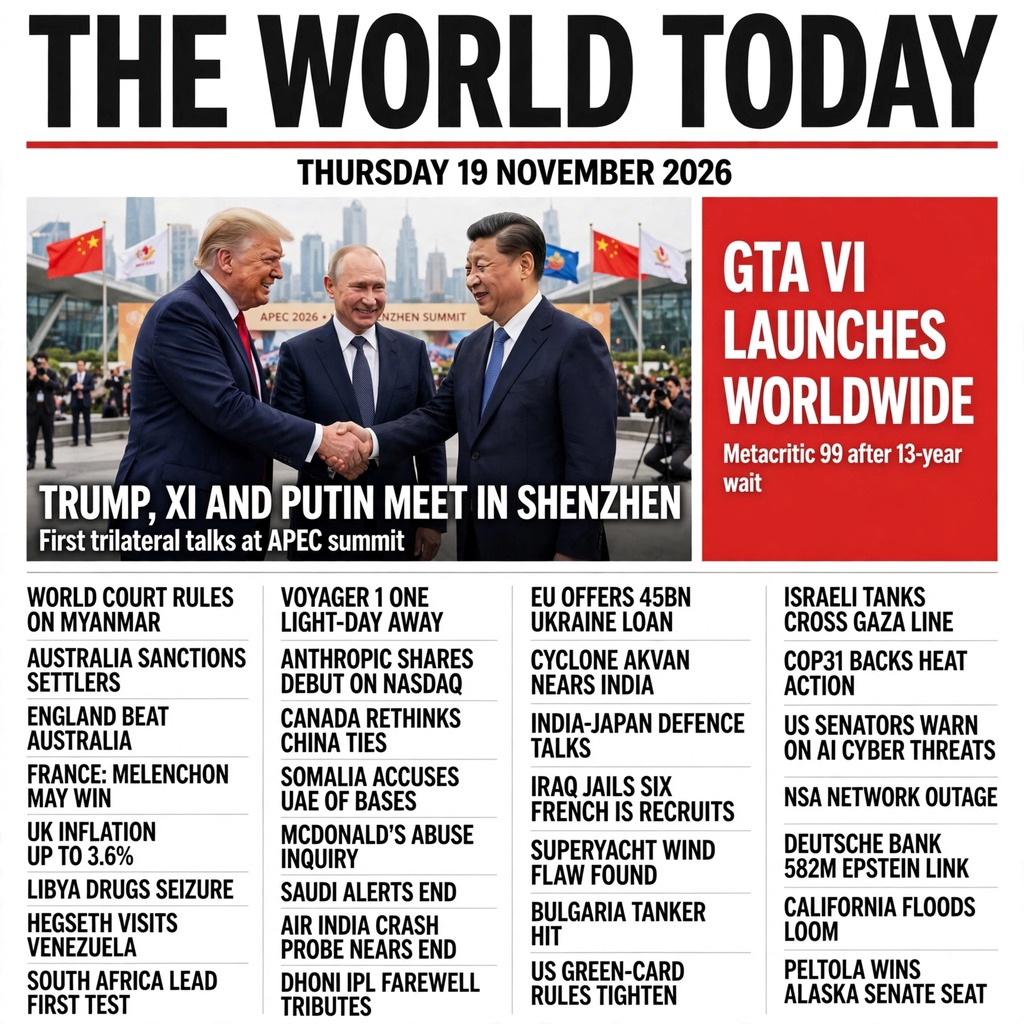 THE WORLD TODAY
THURSDAY 19 NOVEMBER 2026
APEC 2026 • ENZHEN SUMMIT
TRUMP, XI AND PUTIN MEET IN SHENZHEN
First trilateral talks at APEC summit
GTA VI
LAUNCHES
WORLDWIDE
Metacritic 99 after 13-year
wait
WORLD COURT RULES
ON MYANMAR
AUSTRALIA SANCTIONS
SETTLERS
ENGLAND BEAT
AUSTRALIA
FRANCE: MELENCHON
MAY WIN
UK INFLATION
UP TO 3.6%
LIBYA DRUGS SEIZURE
HEGSETH VISITS
VENEZUELA
SOUTH AFRICA LEAD
FIRST TEST
VOYAGER 1 ONE
LIGHT-DAY AWAY
ANTHROPIC SHARES
DEBUT ON NASDAQ
CANADA RETHINKS
CHINA TIES
SOMALIA ACCUSES
UAE OF BASES
MCDONALD'S ABUSE
INQUIRY
SAUDI ALERTS END
AIR INDIA CRASH
PROBE NEARS END
DHONI IPL FAREWELL
TRIBUTES
EU OFFERS 45BN
UKRAINE LOAN
CYCLONE AKVAN
NEARS INDIA
INDIA-JAPAN DEFENCE
TALKS
IRAQ JAILS SIX
FRENCH IS RECRUITS
SUPERYACHT WIND
FLAW FOUND
BULGARIA TANKER
HIT
US GREEN-CARD
RULES TIGHTEN
ISRAELI TANKS
CROSS GAZA LINE
COP31 BACKS HEAT
ACTION
US SENATORS WARN
ON AI CYBER THREATS
NSA NETWORK OUTAGE
DEUTSCHE BANK
582M EPSTEIN LINK
CALIFORNIA FLOODS
LOOM
PELTOLA WINS
ALASKA SENATE SEAT